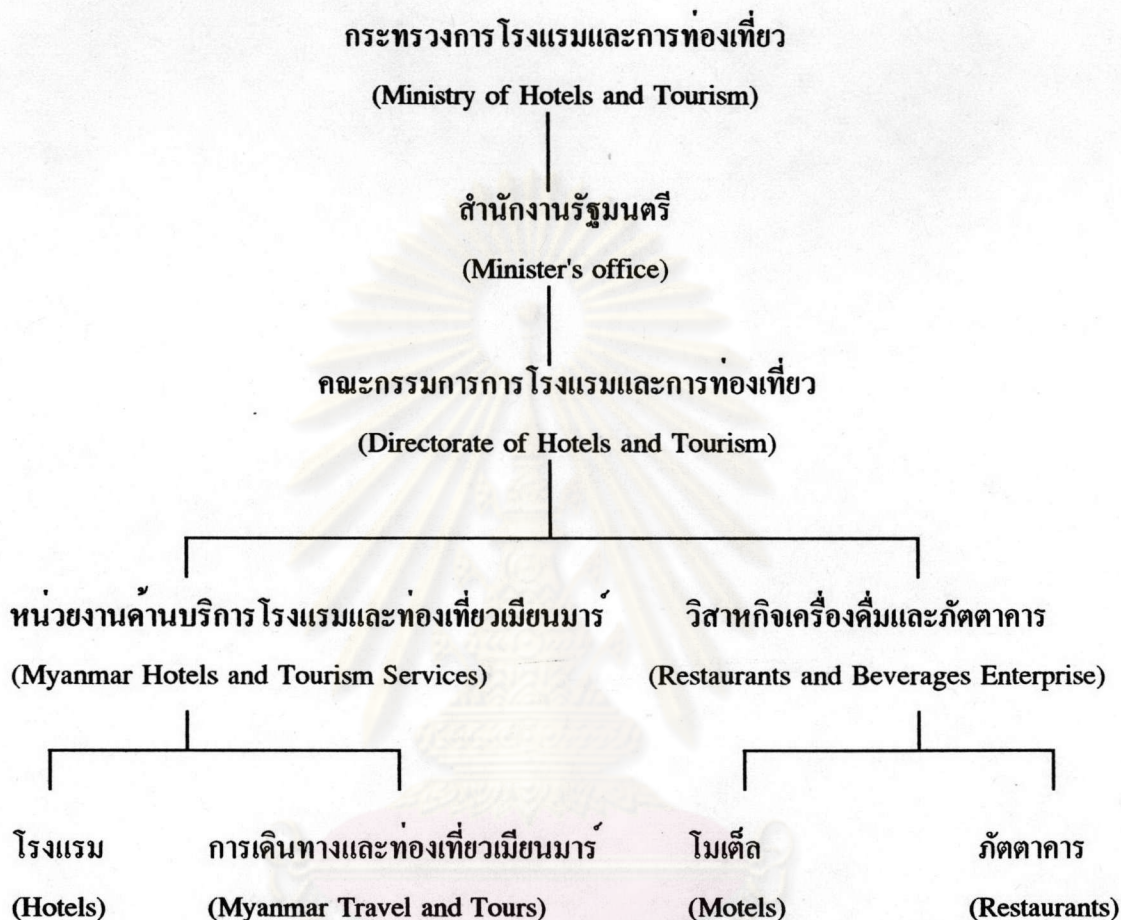 กระทรวงการโรงแรมและการท่องเที่ยว
(Ministry of Hotels and Tourism)
สำนักงานรัฐมนตรี
(Minister's office)
คณะกรรมการการโรงแรมและการท่องเที่ยว
(Directorate of Hotels and Tourism)
หน่วยงานด้านบริการโรงแรมและท่องเที่ยวเมียนมาร์ วิสาหกิจเครื่องดื่มและภัตตาคาร
(Myanmar Hotels and Tourism Services) (Restaurants and Beverages Enterprise)
โรงแรม การเดินทางและท่องเที่ยวเมียนมาร์ โมเต็ล ภัตตาคาร
(Hotels) (Myanmar Travel and Tours) (Motels) (Restaurants)